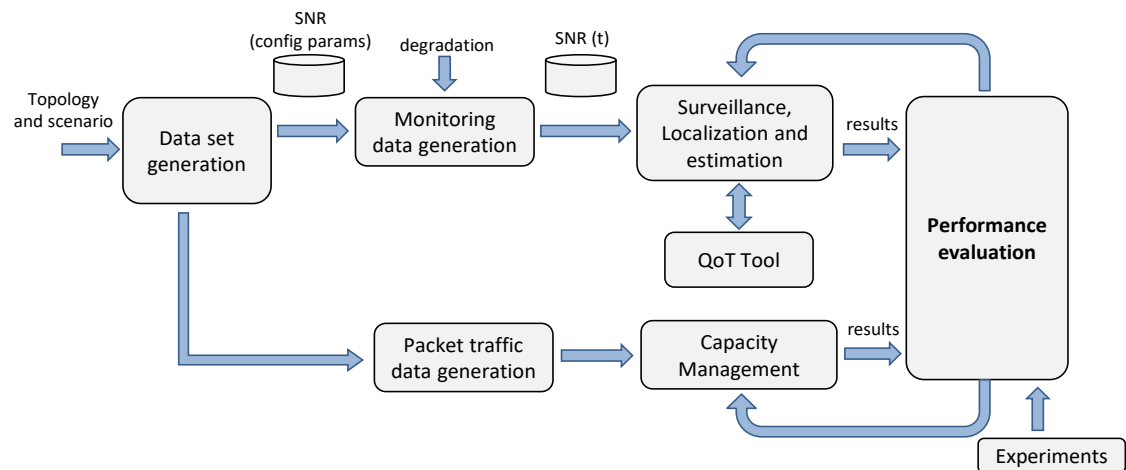 SNR
(config params)
degradation
SNR (t)
Topology
and scenario
Data set
generation
Monitoring
data generation
Surveillance,
Localization and
estimation
results
Performance
evaluation
QoT Tool
Packet traffic
data generation
Capacity
Management
results
Experiments